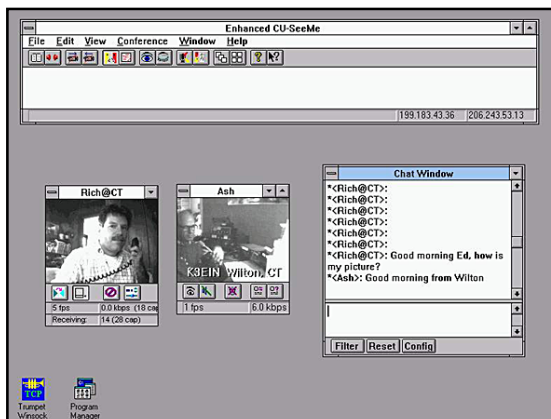 Enhanced CU-SeeMe
File Edit View Conference Window Help
199.183.43.36 206.243.53.13
Rich@CT
5 fps 0.0 kbps (18 cap
Receiving: 14 (28 cap)
Ash
K3EIN Wilton, CT
1 fps 6.0 kbps
Chat Window
*<Rich@CT>:
*<Rich@CT>:
*<Rich@CT>:
*<Rich@CT>:
*<Rich@CT>:
*<Rich@CT>: Good morning Ed, how is
my picture?
*<Ash>: Good morning from Wilton
Filter Reset Config
TCP
Trumpet
Winsock
Program
Manager